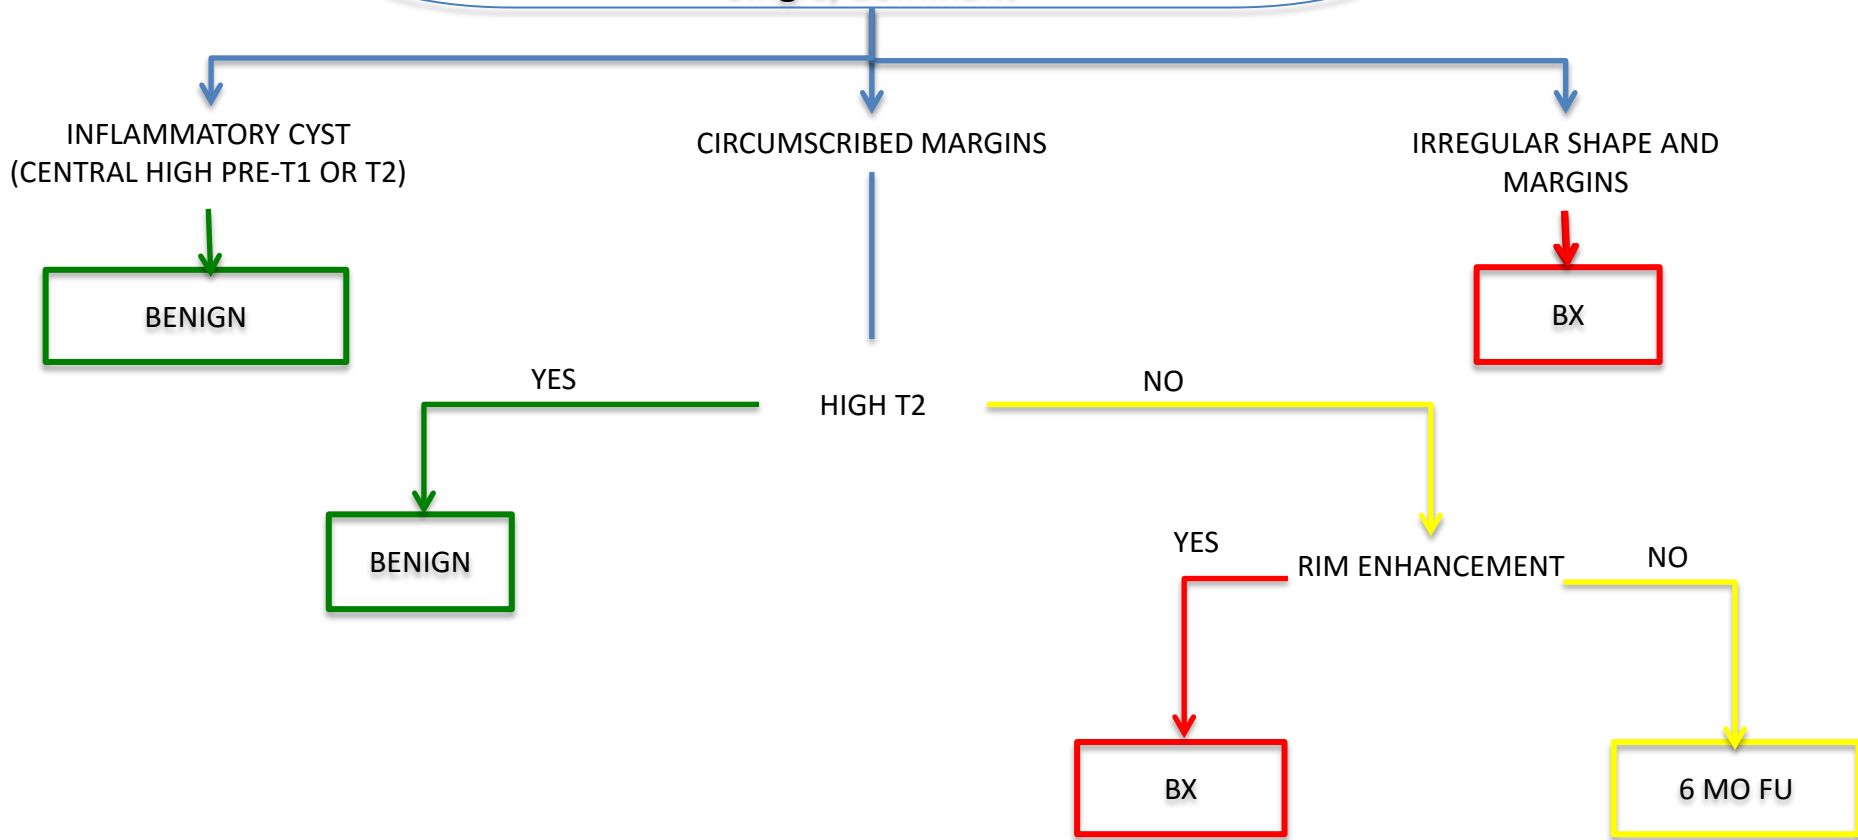 INFLAMMATORY CYST
(CENTRAL HIGH PRE-T1 OR T2)
CIRCUMSCRIBED MARGINS
IRREGULAR SHAPE AND
MARGINS
BENIGN
BX
YES
HIGH T2
NO
BENIGN
YES
RIM ENHANCEMENT
NO
BX
6 MO FU